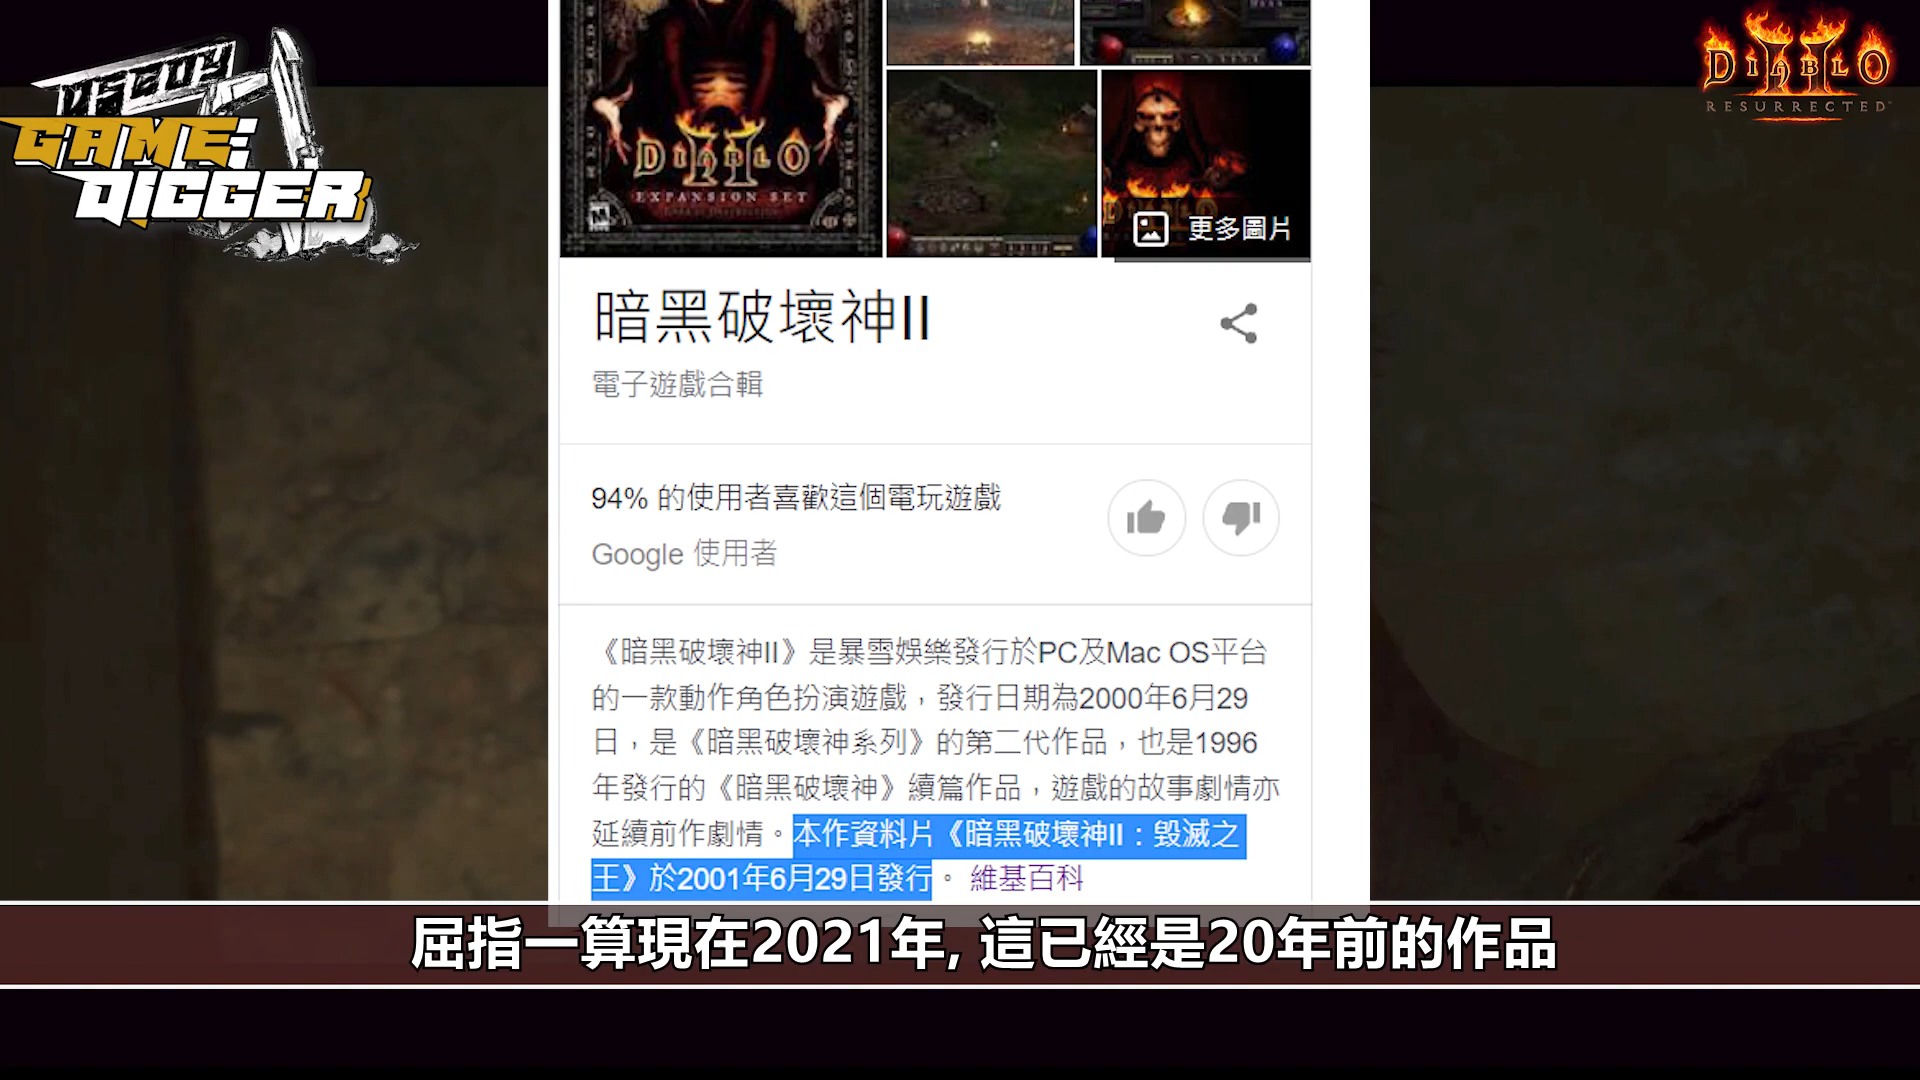 USBOY
GAME:
DIGGER
DIABLO
II
RESURRECTED
DIABLO
II
EXPANSION SET
更多圖片
暗黑破壞神II
電子遊戲合輯
94% 的使用者喜歡這個電玩遊戲
Google 使用者
《暗黑破壞神II》是暴雪娛樂發行於PC及Mac OS平台
的一款動作角色扮演遊戲，發行日期為2000年6月29
日，是《暗黑破壞神系列》的第二代作品，也是1996
年發行的《暗黑破壞神》續篇作品，遊戲的故事劇情亦
延續前作劇情。本作資料片《暗黑破壞神II：毀滅之
王》於2001年6月29日發行。 維基百科
屈指一算現在2021年, 這已經是20年前的作品